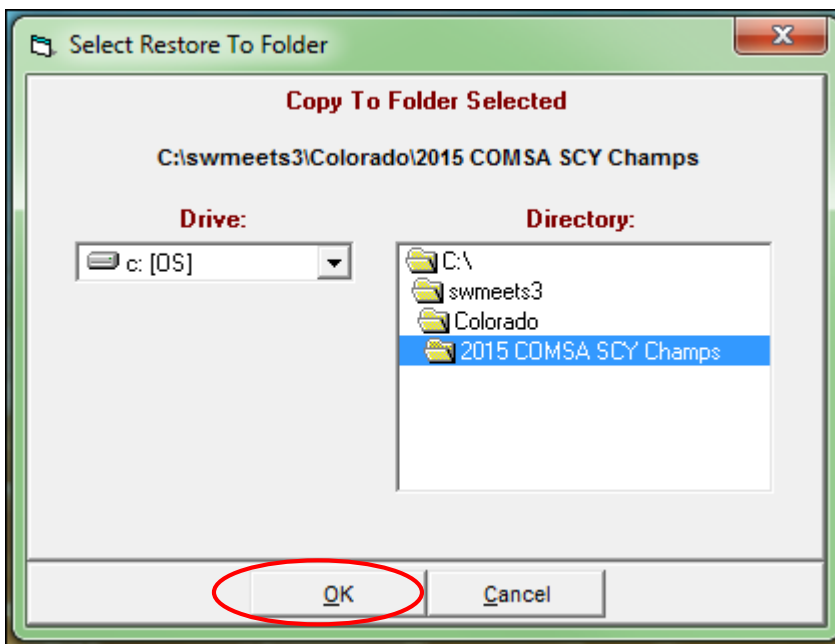 Select Restore To Folder
x
Copy To Folder Selected
C:\swmeets3\Colorado\2015 COMSA SCY Champs
Drive:
Directory:
c: [OS]
C:\
swmeets3
Colorado
2015 COMSA SCY Champs
OK
Cancel